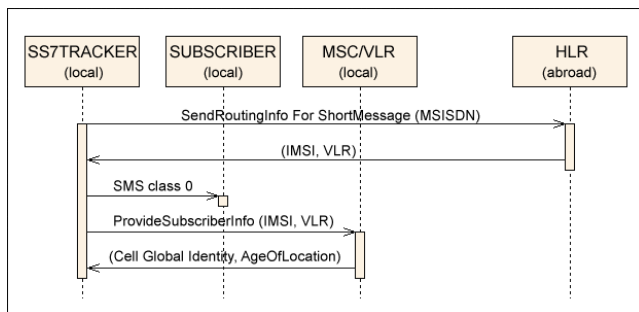 SS7TRACKER
(local)
SUBSCRIBER
(local)
MSC/VLR
(local)
HLR
(abroad)
SendRoutingInfo For ShortMessage (MSISDN)
(IMSI, VLR)
SMS class 0
ProvideSubscriberInfo (IMSI, VLR)
(Cell Global Identity, AgeOfLocation)